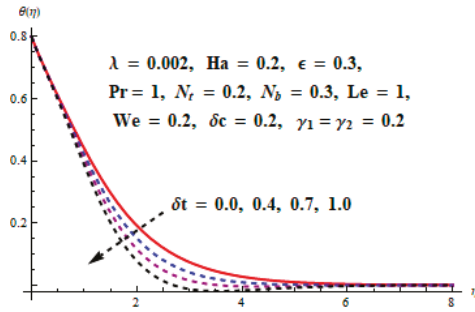 θ(η)
0.8
λ = 0.002, Ha = 0.2, ϵ = 0.3,
Pr = 1, Nt = 0.2, Nb = 0.3, Le = 1,
We = 0.2, δc = 0.2, γ1 = γ2 = 0.2
0.6
0.4
δt = 0.0, 0.4, 0.7, 1.0
0.2
2 4 6 8
η